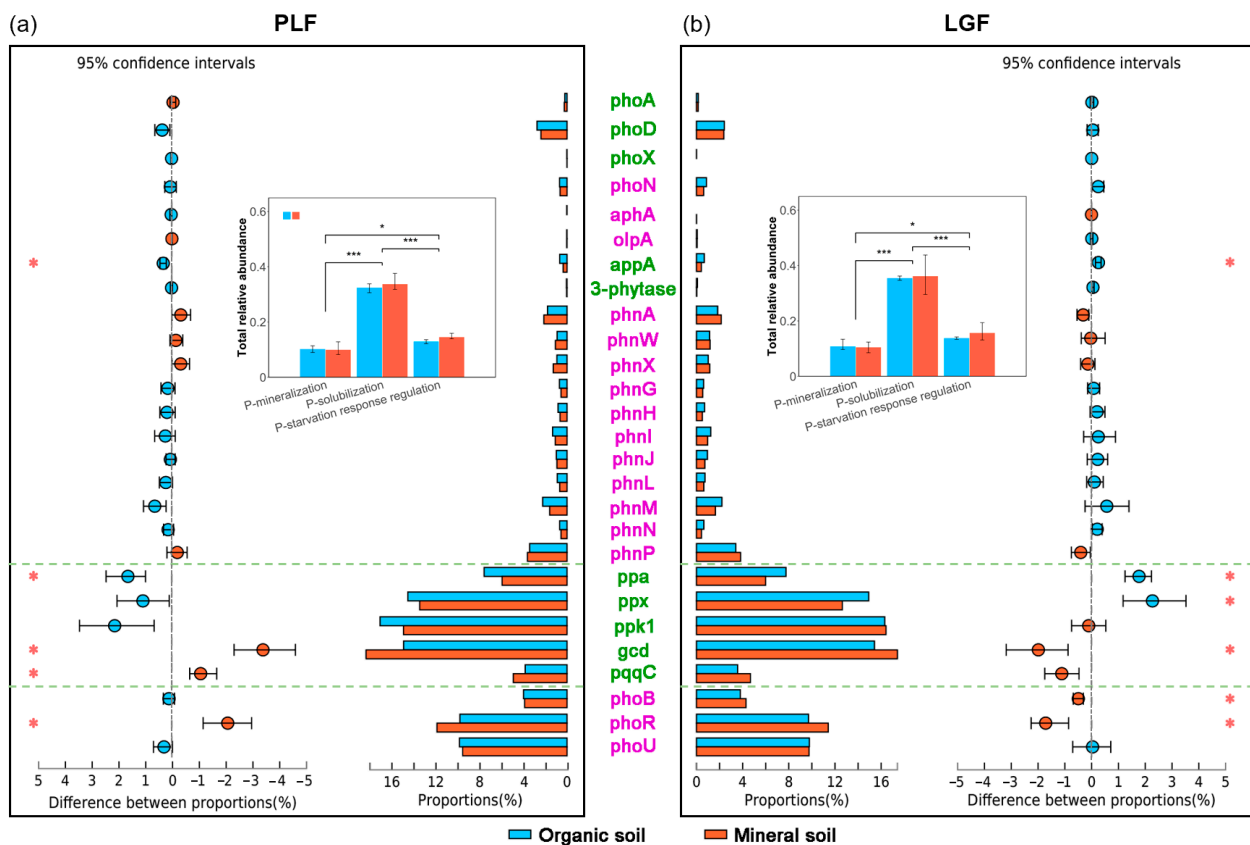 (a)
PLF
(b)
LGF
95% confidence intervals
95% confidence intervals
phoA
phoD
phoX
phoN
aphA
olpA
appA
3-phytase
phnA
phnW
phnX
phnG
phnH
phnI
phnJ
phnL
phnM
phnN
phnP
ppa
ppx
ppk1
gcd
pqqC
phoB
phoR
phoU
Total relative abundance
0.6
0.4
0.2
0
*
***
***
P-mineralization
P-solubilization
P-starvation response regulation
Total relative abundance
0.6
0.4
0.2
0
*
***
***
P-mineralization
P-solubilization
P-starvation response regulation
*
*
*
*
*
*
*
*
*
*
*
5 4 3 2 1 0 -1 -2 -3 -4 -5
Difference between proportions(%)
16 12 8 4 0
Proportions(%)
0 4 8 12 16
Proportions(%)
-5 -4 -3 -2 -1 0 1 2 3 4 5
Difference between proportions(%)
Organic soil
Mineral soil